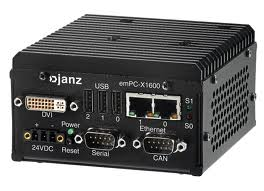 janz
emPC-X1600
USB
2 1 0
1 0
S1
DVI
Ethernet
S0
- +
Power
24VDC
Reset
Serial
CAN